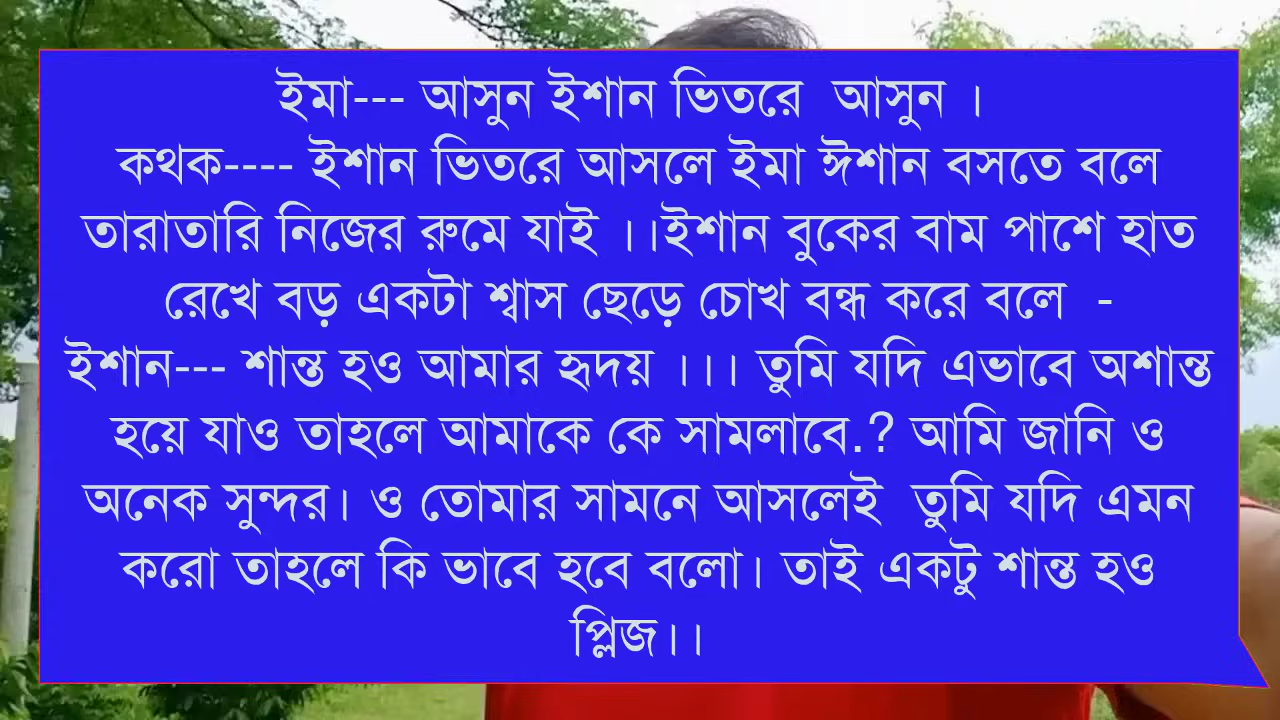 ইমা--- আসুন ইশান ভিতরে  আসুন ।
কথক---- ইশান ভিতরে আসলে ইমা ঈশান বসতে বলে
তারাতারি নিজের রুমে যাই ।।ইশান বুকের বাম পাশে হাত
রেখে বড় একটা শ্বাস ছেড়ে চোখ বন্ধ করে বলে  -
ইশান--- শান্ত হও আমার হৃদয় ।।। তুমি যদি এভাবে অশান্ত
হয়ে যাও তাহলে আমাকে কে সামলাবে.? আমি জানি ও
অনেক সুন্দর। ও তোমার সামনে আসলেই  তুমি যদি এমন
করো তাহলে কি ভাবে হবে বলো। তাই একটু শান্ত হও
প্লিজ।।